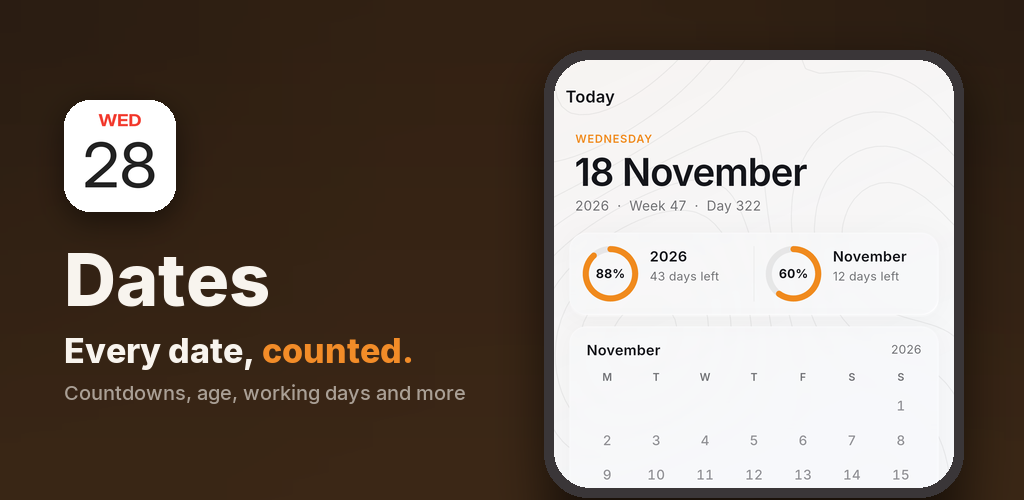 WED
28
Dates
Every date, counted.
Countdowns, age, working days and more
Today
WEDNESDAY
18 November
2026 · Week 47 · Day 322
88%
2026
43 days left
60%
November
12 days left
November 2026
M T W T F S S
1
2 3 4 5 6 7 8
9 10 11 12 13 14 15